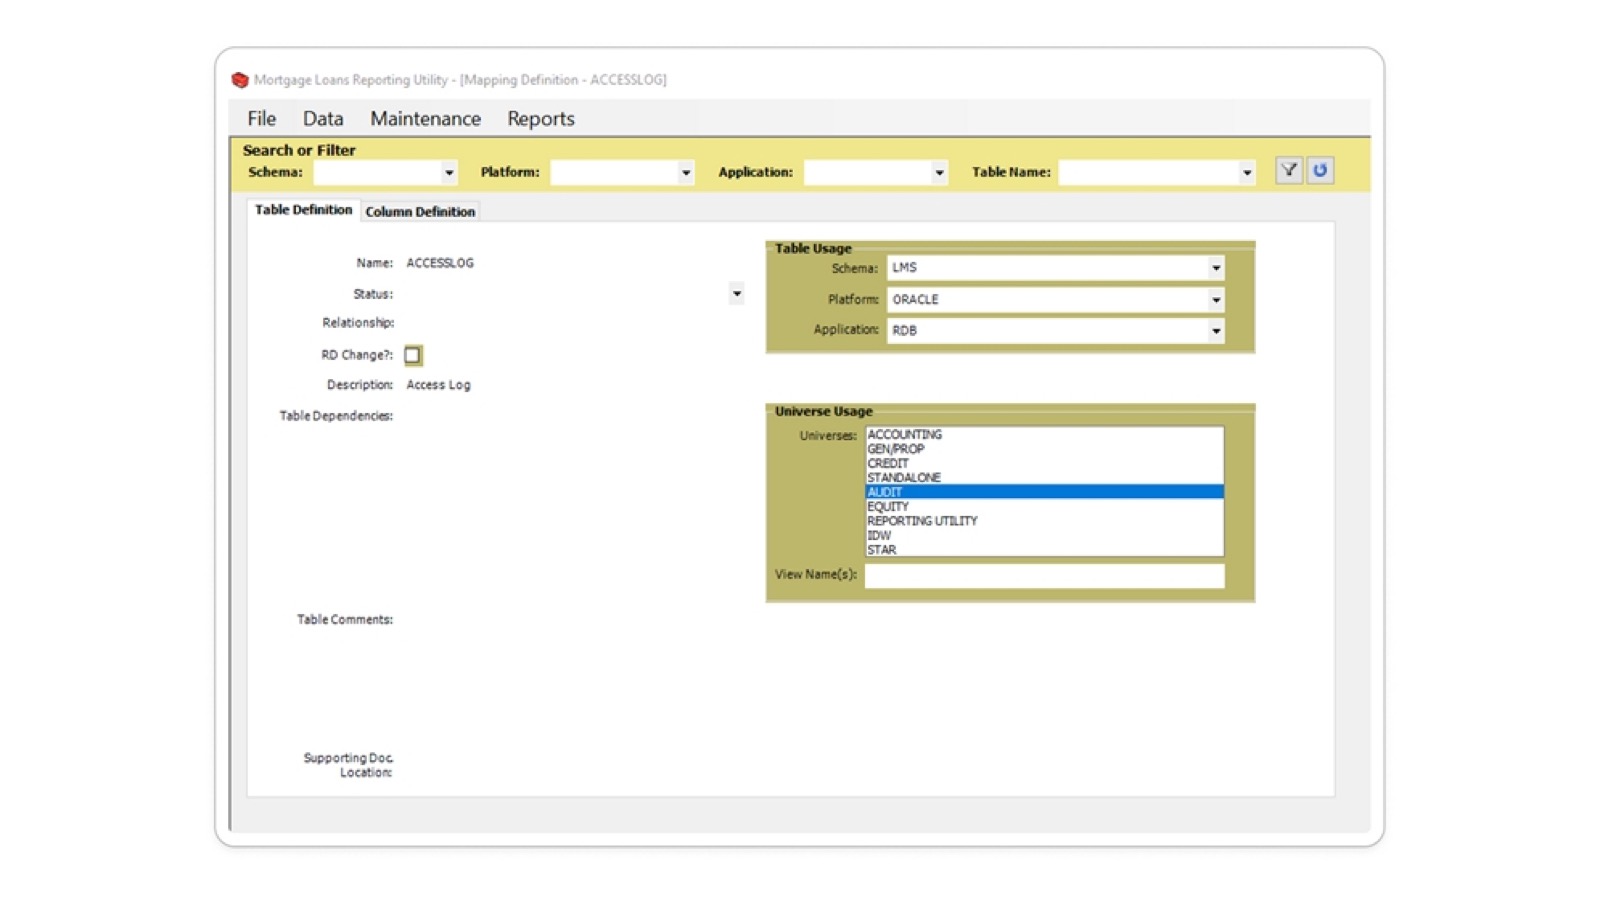 Mortgage Loans Reporting Utility - [Mapping Definition - ACCESSLOG]
File Data Maintenance Reports
Search or Filter
Schema: Platform: Application: Table Name:
Table Definition Column Definition
Name: ACCESSLOG
Status:
Relationship:
RD Change?:
Description: Access Log
Table Dependencies:
Table Comments:
Supporting Doc.
Location:
Table Usage
Schema: LMS
Platform: ORACLE
Application: RDB
Universe Usage
Universes: ACCOUNTING
GEN/PROP
CREDIT
STANDALONE
AUDIT
EQUITY
REPORTING UTILITY
IDW
STAR
View Name(s):